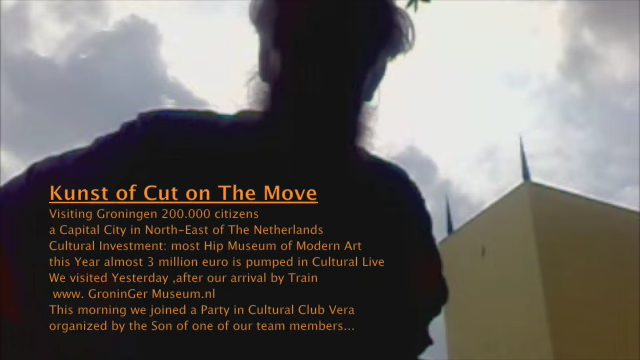 Kunst of Cut on The Move
Visiting Groningen 200.000 citizens
a Capital City in North-East of The Netherlands
Cultural Investment: most Hip Museum of Modern Art
this Year almost 3 million euro is pumped in Cultural Live
We visited Yesterday ,after our arrival by Train
www. GroninGer Museum.nl
This morning we joined a Party in Cultural Club Vera
organized by the Son of one of our team members...